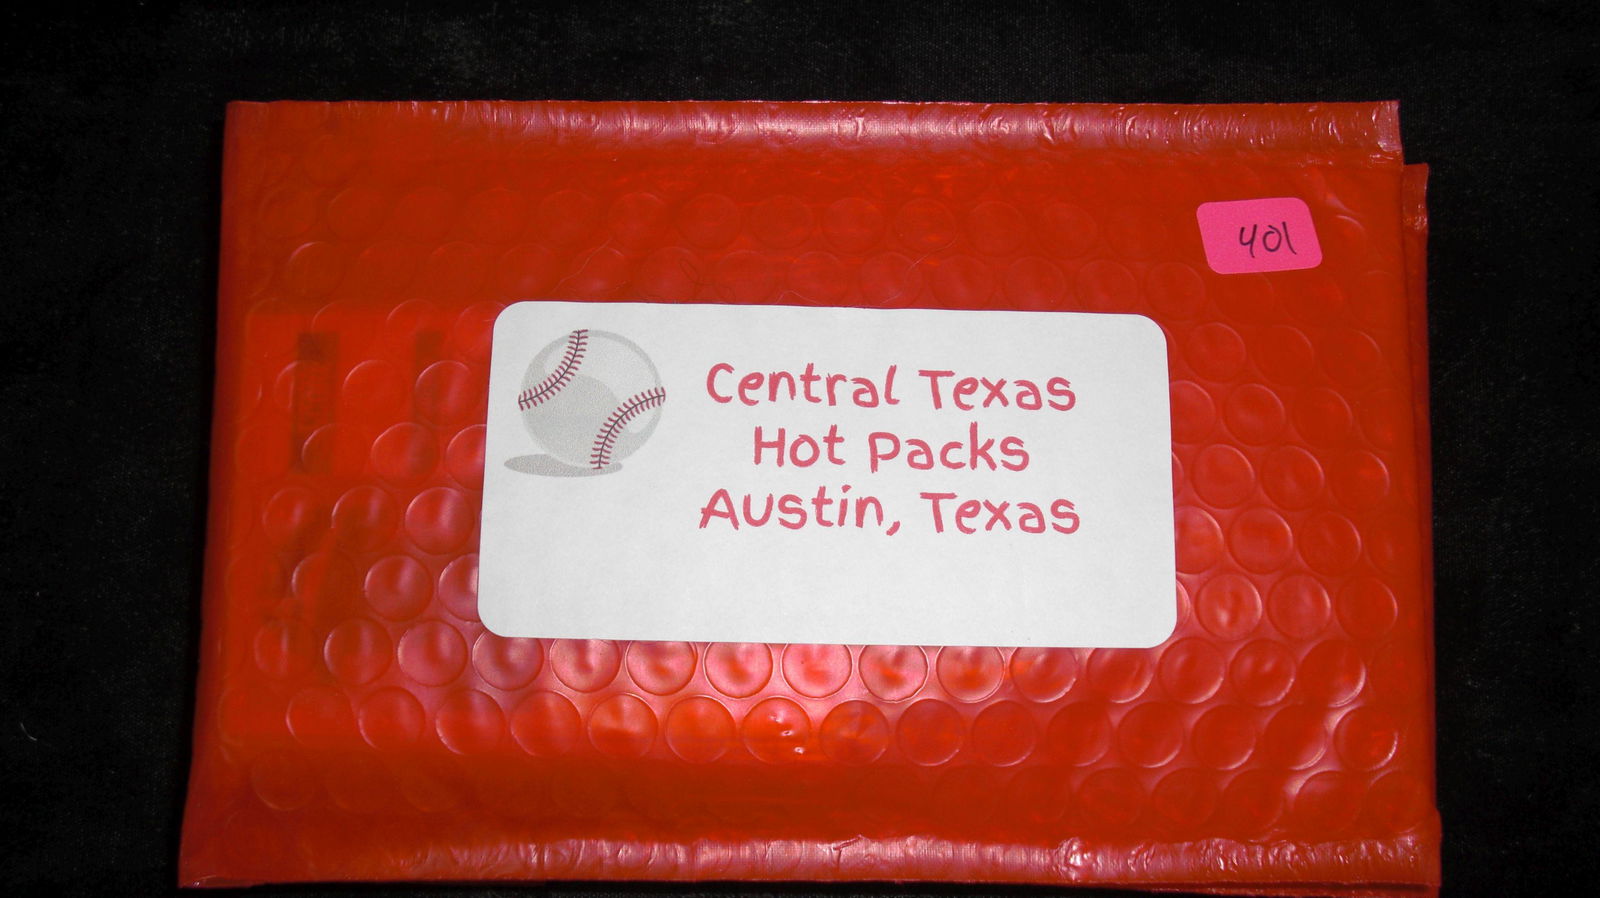 401
Central Texas
Hot Packs
Austin, Texas